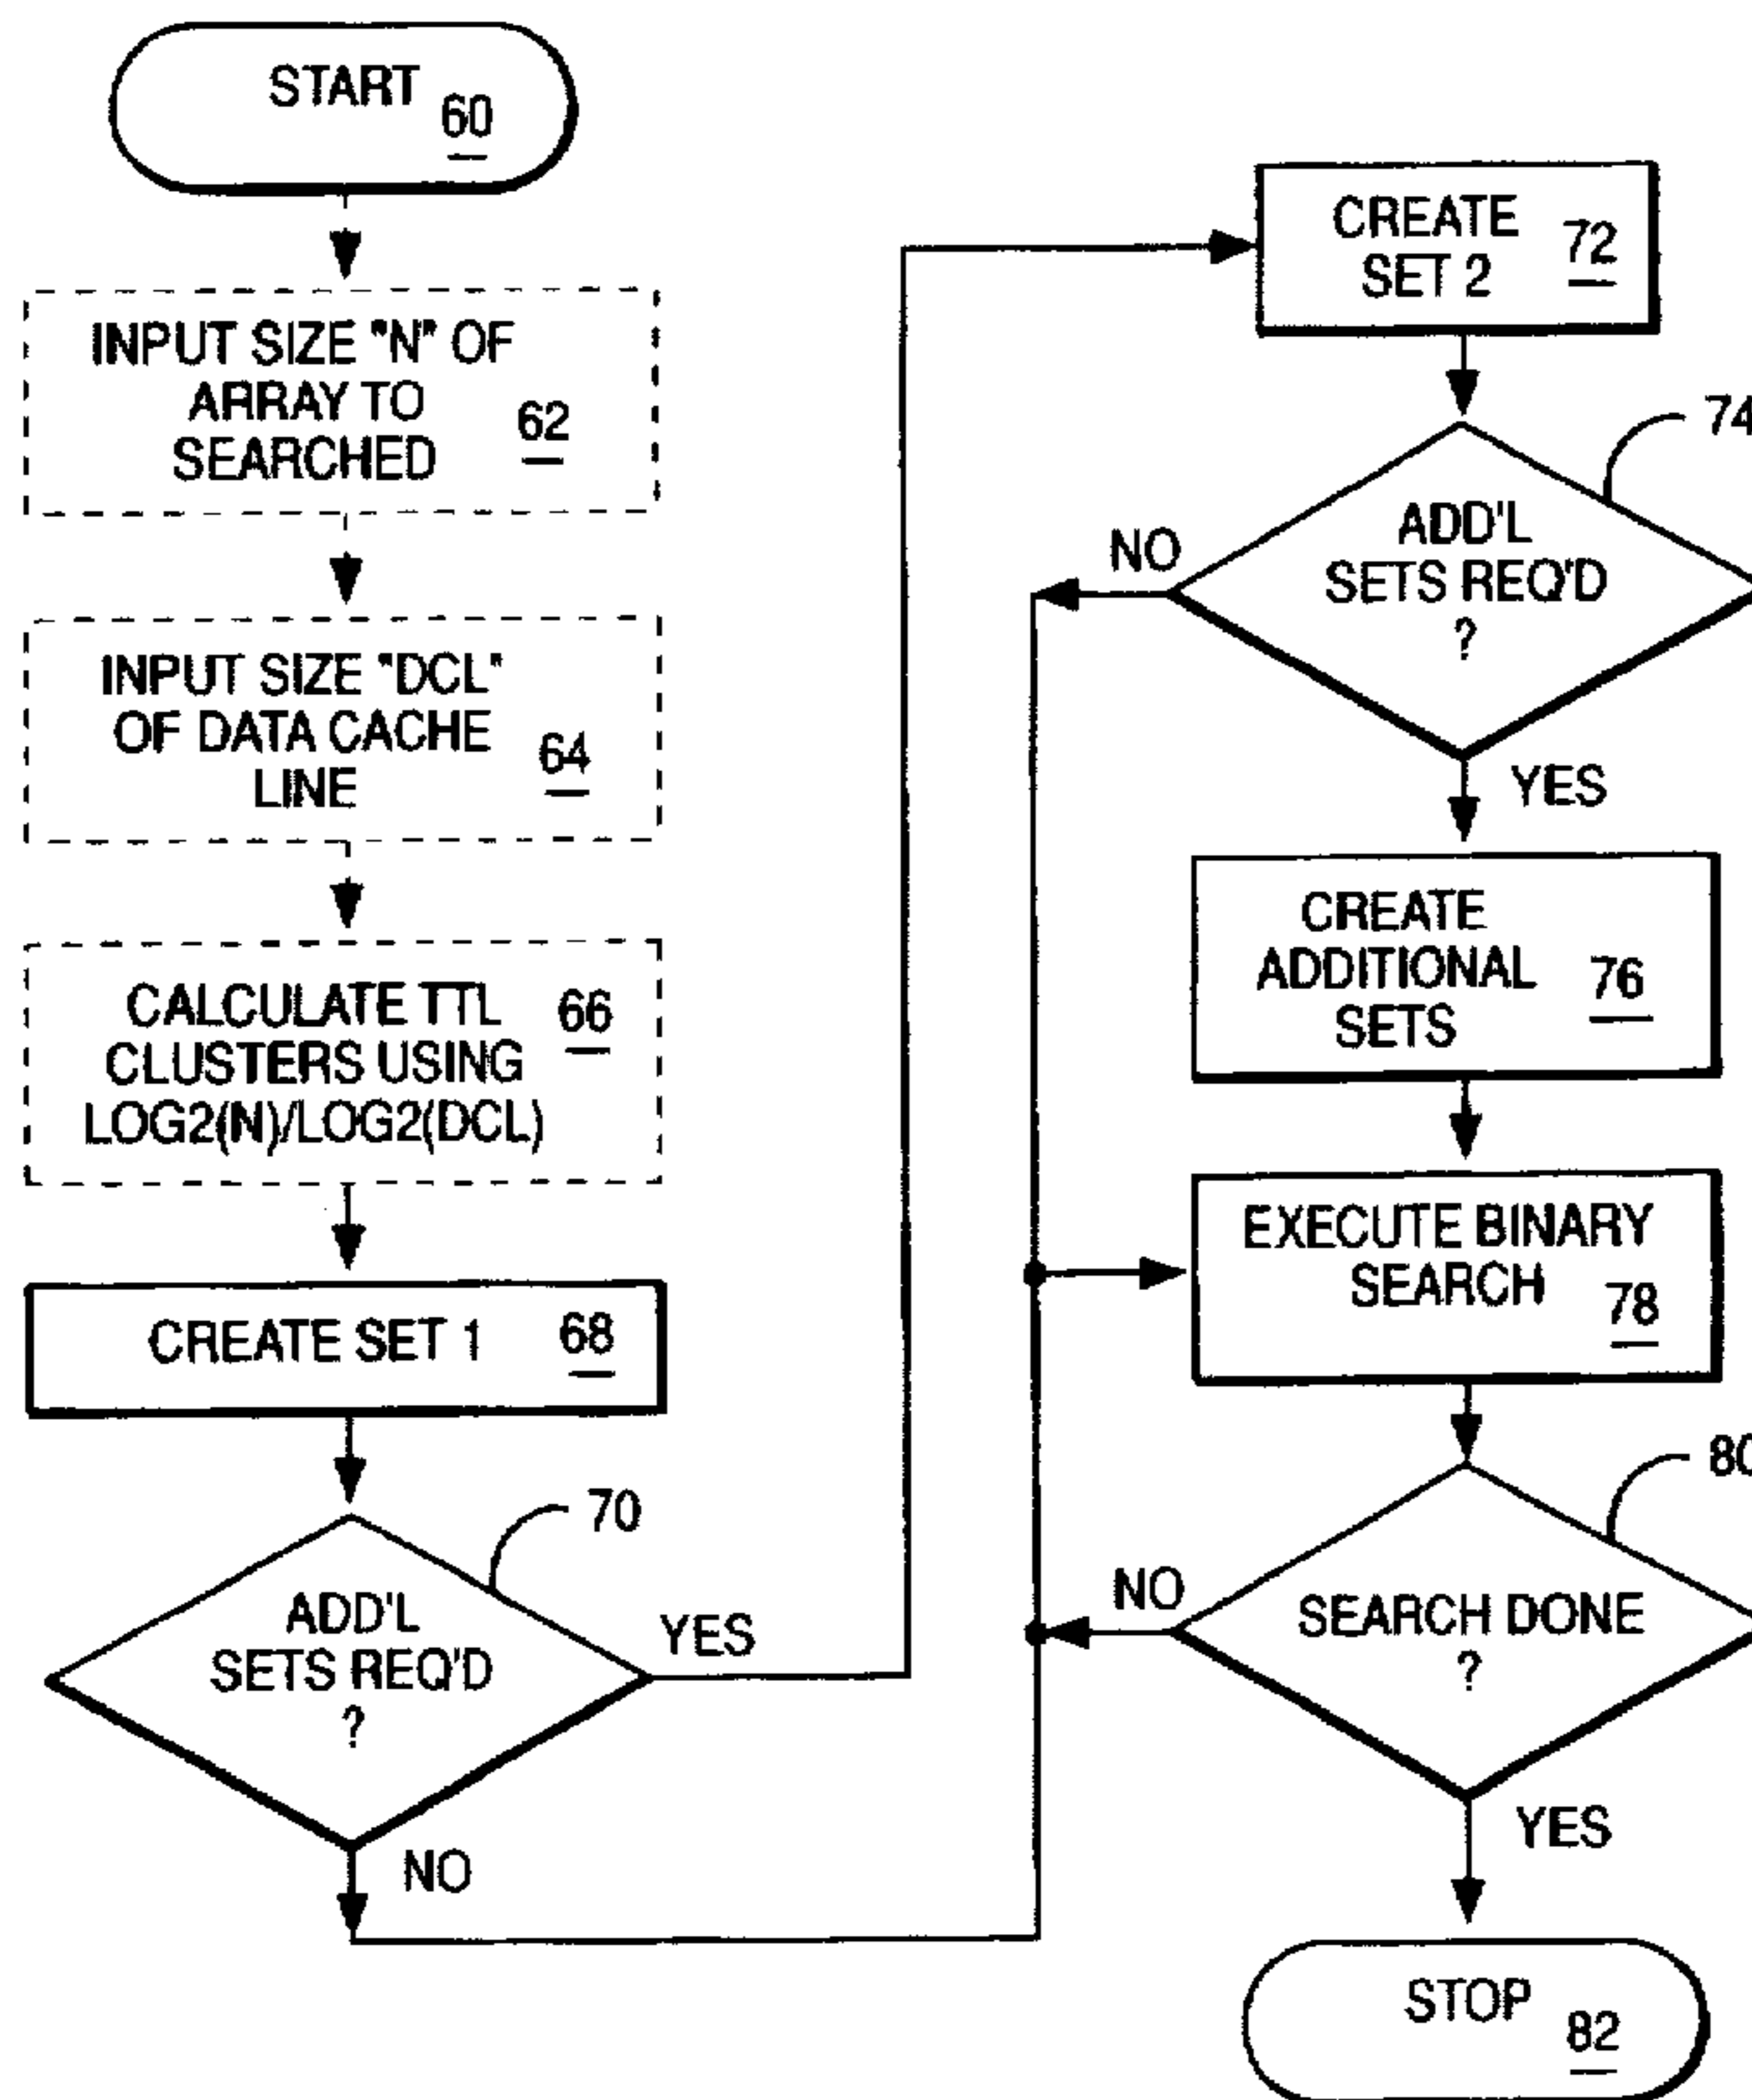 START
60
INPUT SIZE "N" OF
ARRAY TO
SEARCHED
62
INPUT SIZE "DCL"
OF DATA CACHE
LINE
64
CALCULATE TTL
CLUSTERS USING
LOG2(N)/LOG2(DCL)
66
CREATE SET 1
68
70
ADD'L
SETS REQ'D
?
YES
NO
CREATE
SET 2
72
74
ADD'L
SETS REQ'D
?
NO
YES
CREATE
ADDITIONAL
SETS
76
EXECUTE BINARY
SEARCH
78
80
SEARCH DONE
?
NO
YES
STOP
82